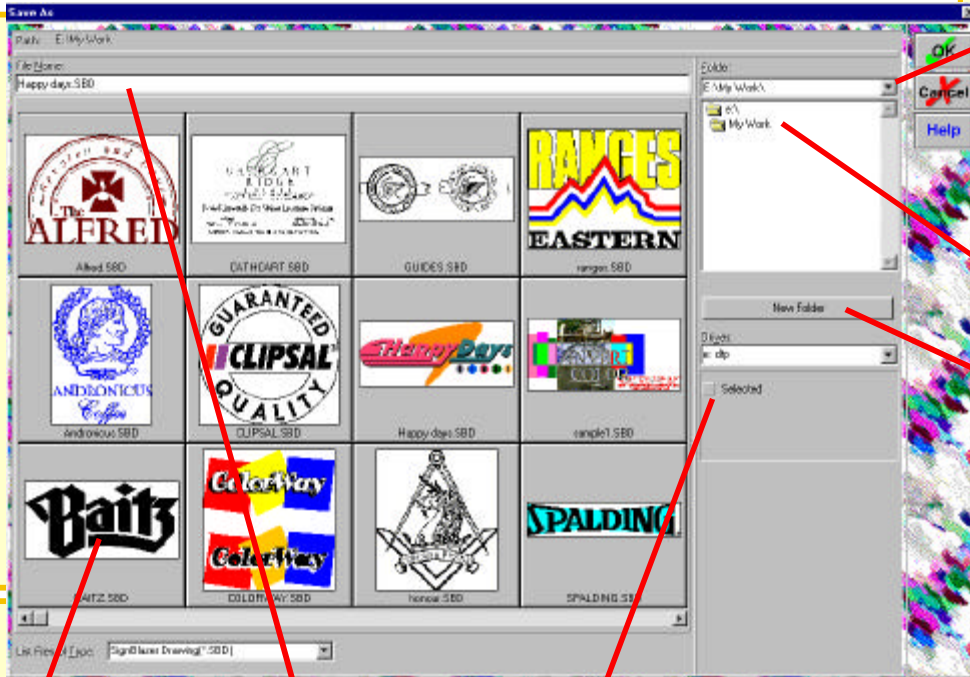 Save As
Path: E:\My Work
File Name:
Happy days.SBD
The
ALFRED
Alfred.SBD
RIDGE
CATHCART.SBD
GUIDES.SBD
RANGES
EASTERN
ranges.SBD
ANDRONICUS
Coffee
Andronicus.SBD
GUARANTEED
CLIPSAL
QUALITY
CLIPSAL.SBD
Happy Days
Happy days.SBD
sample1.SBD
Baitz
BAITZ.SBD
ColorWay
ColorWay
COLORWAY.SBD
honour.SBD
SPALDING
SPALDING.SBD
List Files of Type: SignBlazer Drawing(*.SBD)
Folder:
E:\My Work\
e:\
My Work
New Folder
Drives:
e: dtp
Selected
OK
Cancel
Help